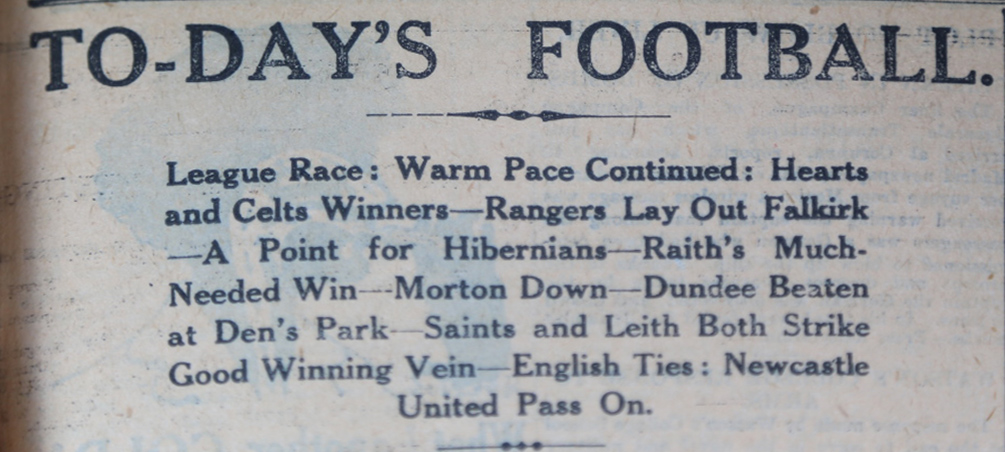 TO-DAY'S FOOTBALL.
League Race: Warm Pace Continued: Hearts
and Celts Winners—Rangers Lay Out Falkirk
—A Point for Hibernians—Raith's Much-
Needed Win—Morton Down—Dundee Beaten
at Den's Park—Saints and Leith Both Strike
Good Winning Vein—English Ties: Newcastle
United Pass On.